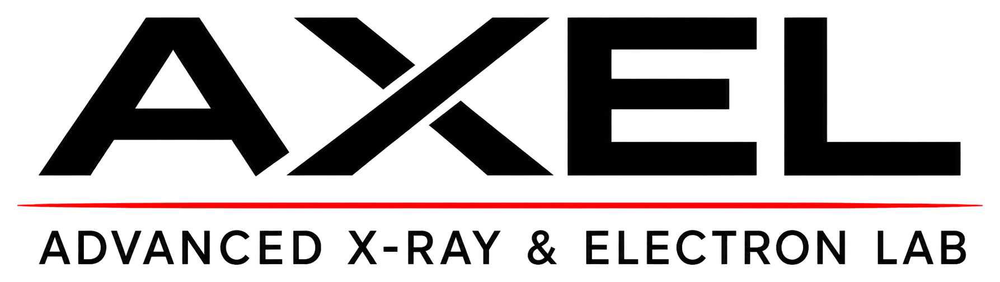 AXEL
ADVANCED X-RAY & ELECTRON LAB